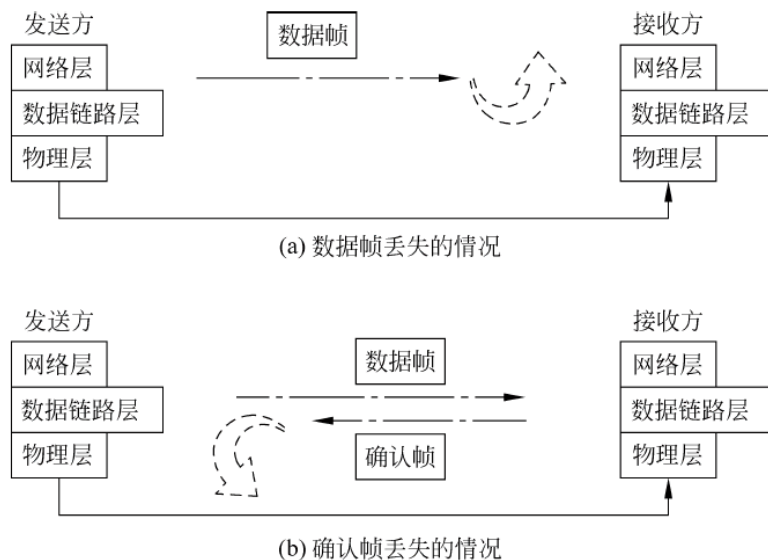 发送方 接收方
数据帧
网络层 网络层
数据链路层 数据链路层
物理层 物理层
(a) 数据帧丢失的情况
发送方 接收方
网络层 数据帧 网络层
数据链路层 数据链路层
物理层 确认帧 物理层
(b) 确认帧丢失的情况